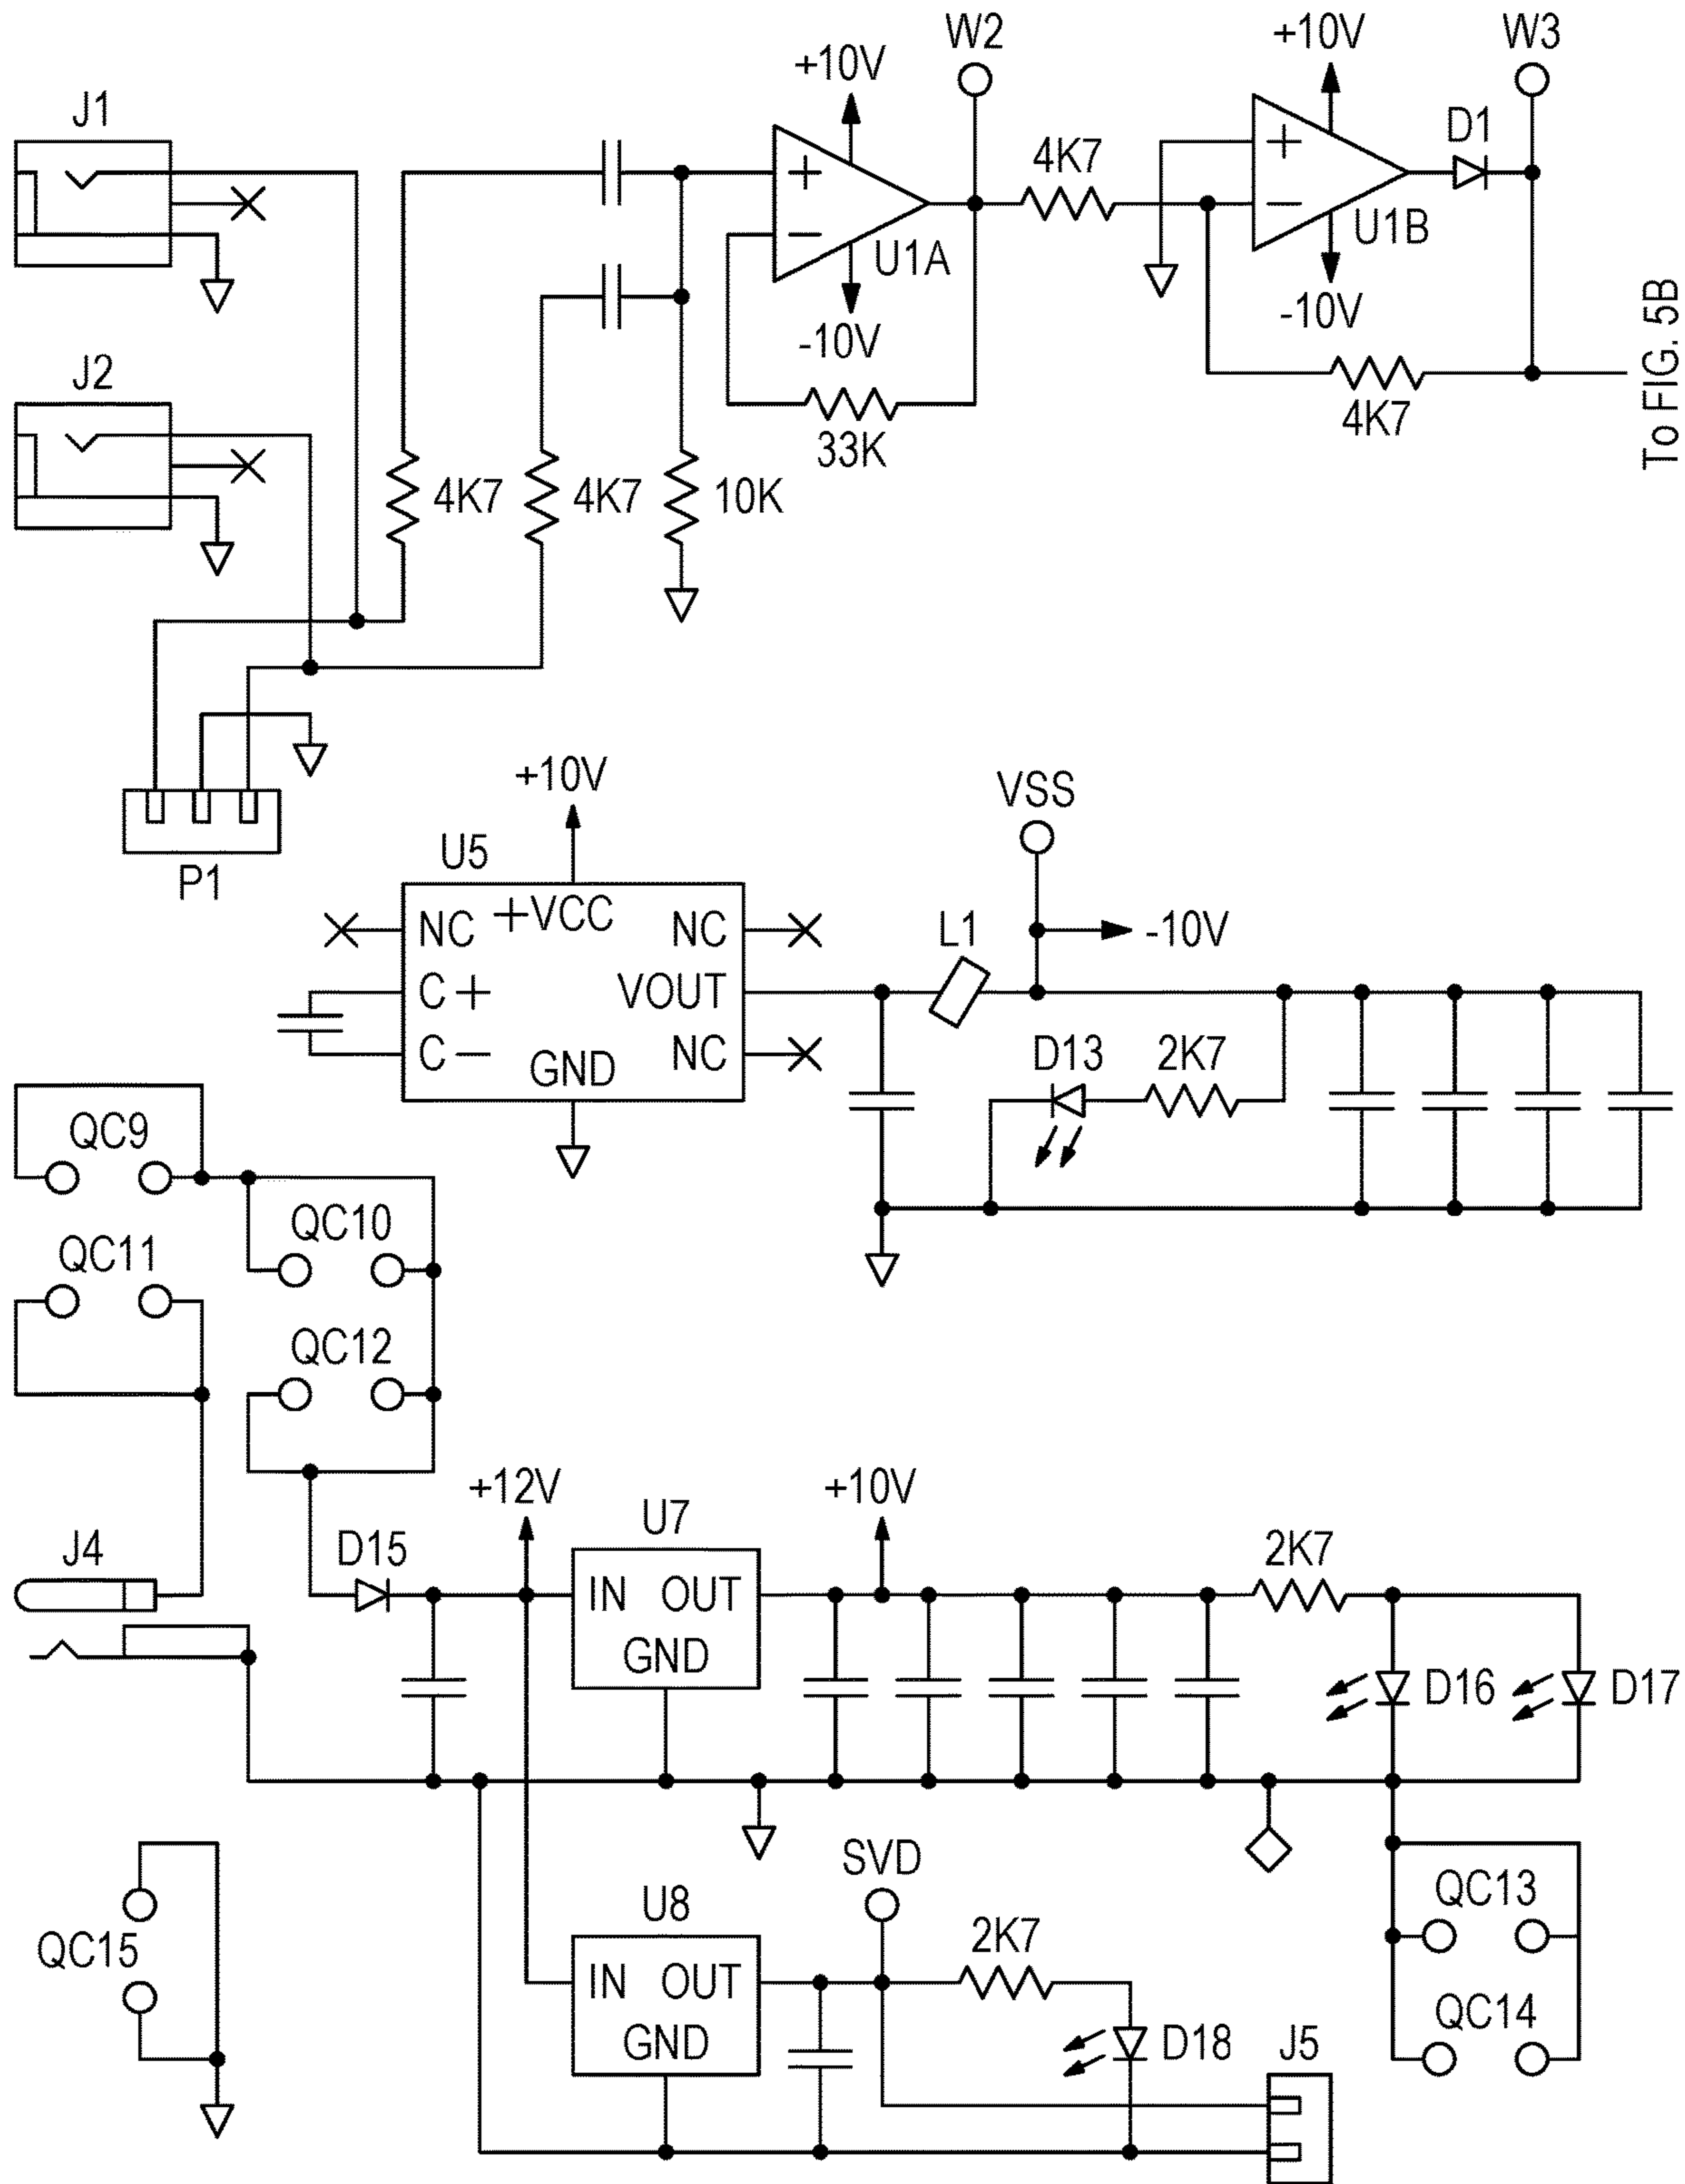 W2
+10V
W3
+10V
J1
D1
4K7
+
+
−
−
U1B
U1A
-10V
-10V
J2
4K7
33K
To FIG. 5B
4K7
4K7
10K
+10V
VSS
U5
P1
+VCC
NC
NC
L1
-10V
C+
VOUT
D13
2K7
C−
NC
GND
QC9
QC10
QC11
QC12
+12V
+10V
U7
J4
D15
2K7
IN OUT
GND
D16
D17
SVD
QC13
U8
QC15
2K7
IN OUT
QC14
GND
D18
J5